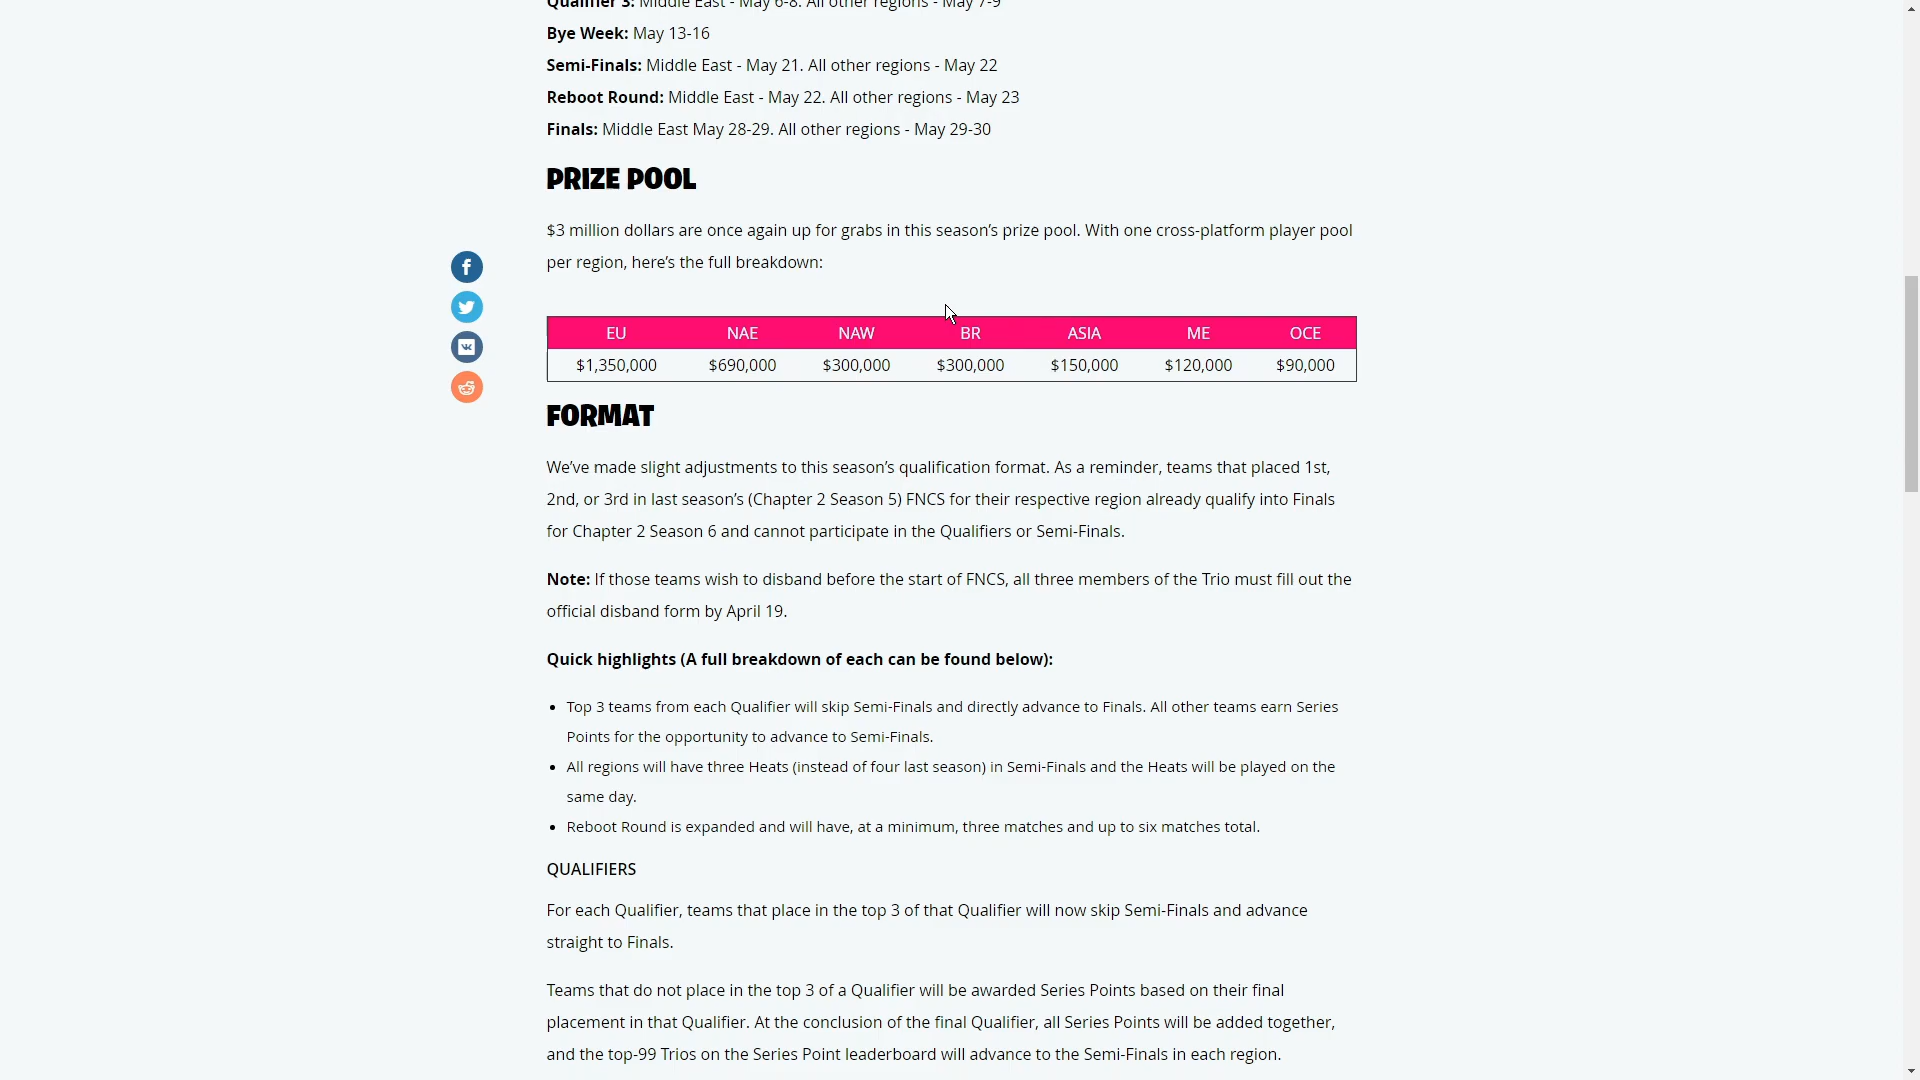 Qualifier 3: Middle East - May 6-8. All other regions - May 7-9
Bye Week: May 13-16
Semi-Finals: Middle East - May 21. All other regions - May 22
Reboot Round: Middle East - May 22. All other regions - May 23
Finals: Middle East May 28-29. All other regions - May 29-30
PRIZE POOL
$3 million dollars are once again up for grabs in this season’s prize pool. With one cross-platform player pool
per region, here’s the full breakdown:
EU NAE NAW BR ASIA ME OCE
$1,350,000 $690,000 $300,000 $300,000 $150,000 $120,000 $90,000
FORMAT
We’ve made slight adjustments to this season’s qualification format. As a reminder, teams that placed 1st,
2nd, or 3rd in last season’s (Chapter 2 Season 5) FNCS for their respective region already qualify into Finals
for Chapter 2 Season 6 and cannot participate in the Qualifiers or Semi-Finals.
Note: If those teams wish to disband before the start of FNCS, all three members of the Trio must fill out the
official disband form by April 19.
Quick highlights (A full breakdown of each can be found below):
• Top 3 teams from each Qualifier will skip Semi-Finals and directly advance to Finals. All other teams earn Series
Points for the opportunity to advance to Semi-Finals.
• All regions will have three Heats (instead of four last season) in Semi-Finals and the Heats will be played on the
same day.
• Reboot Round is expanded and will have, at a minimum, three matches and up to six matches total.
QUALIFIERS
For each Qualifier, teams that place in the top 3 of that Qualifier will now skip Semi-Finals and advance
straight to Finals.
Teams that do not place in the top 3 of a Qualifier will be awarded Series Points based on their final
placement in that Qualifier. At the conclusion of the final Qualifier, all Series Points will be added together,
and the top-99 Trios on the Series Point leaderboard will advance to the Semi-Finals in each region.